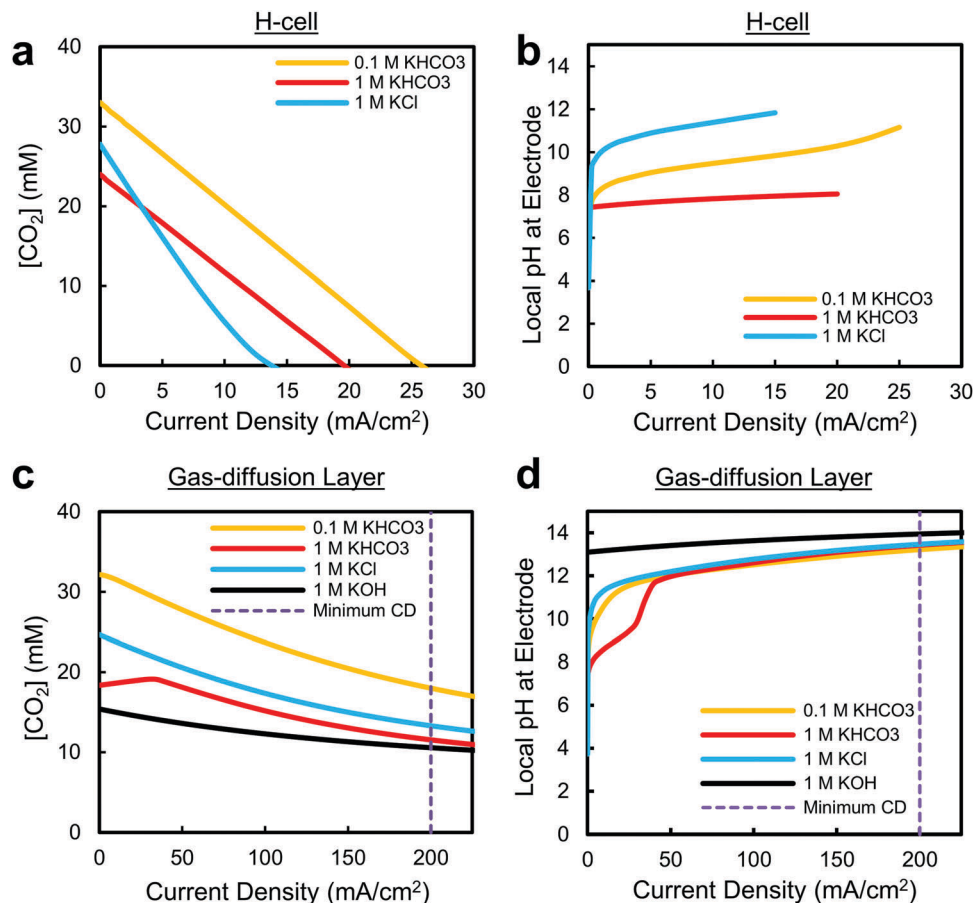 H-cell
a
40
30
20
10
0
[CO2] (mM)
0.1 M KHCO3
1 M KHCO3
1 M KCl
0 5 10 15 20 25 30
Current Density (mA/cm²)
H-cell
b
14
12
10
8
6
4
2
0
Local pH at Electrode
0.1 M KHCO3
1 M KHCO3
1 M KCl
0 5 10 15 20 25 30
Current Density (mA/cm²)
Gas-diffusion Layer
c
40
30
20
10
0
[CO2] (mM)
0.1 M KHCO3
1 M KHCO3
1 M KCl
1 M KOH
Minimum CD
0 50 100 150 200
Current Density (mA/cm²)
Gas-diffusion Layer
d
14
12
10
8
6
4
2
0
Local pH at Electrode
0.1 M KHCO3
1 M KHCO3
1 M KCl
1 M KOH
Minimum CD
0 50 100 150 200
Current Density (mA/cm²)